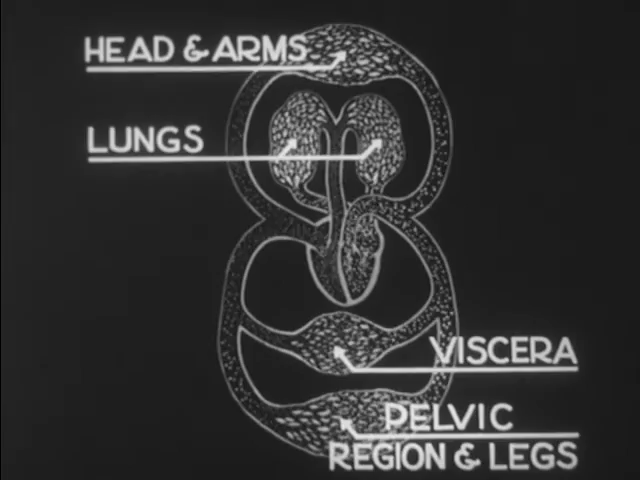 HEAD & ARMS
LUNGS
VISCERA
PELVIC
REGION & LEGS